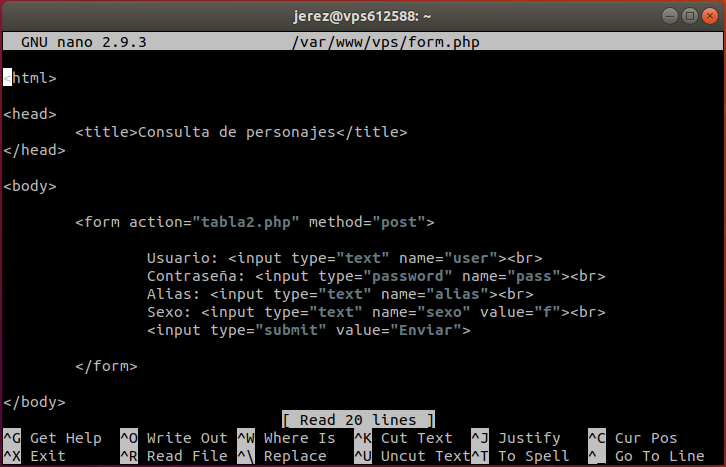 jerez@vps612588: ~
GNU nano 2.9.3 /var/www/vps/form.php
<html>
<head>
<title>Consulta de personajes</title>
</head>
<body>
<form action="tabla2.php" method="post">
Usuario: <input type="text" name="user"><br>
Contraseña: <input type="password" name="pass"><br>
Alias: <input type="text" name="alias"><br>
Sexo: <input type="text" name="sexo" value="f"><br>
<input type="submit" value="Enviar">
</form>
</body>
[ Read 20 lines ]
^G Get Help ^O Write Out ^W Where Is ^K Cut Text ^J Justify ^C Cur Pos
^X Exit ^R Read File ^\ Replace ^U Uncut Text ^T To Spell ^_ Go To Line